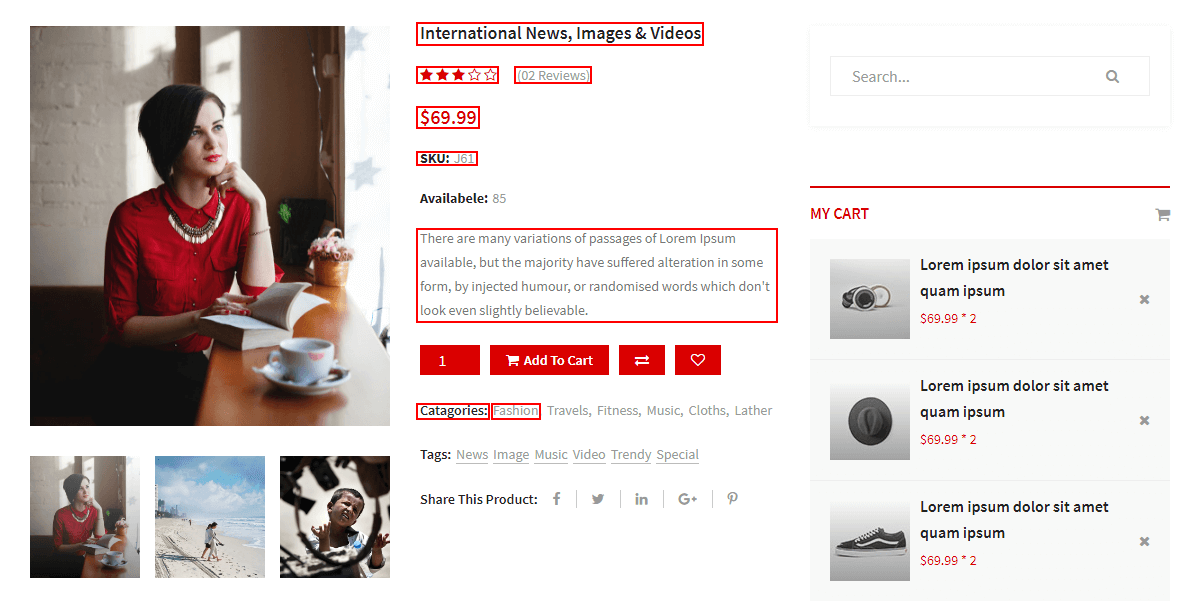 International News, Images & Videos
(02 Reviews)
$69.99
SKU: J61
Availabele: 85
There are many variations of passages of Lorem Ipsum
available, but the majority have suffered alteration in some
form, by injected humour, or randomised words which don't
look even slightly believable.
1
Add To Cart
Catagories: Fashion Travels, Fitness, Music, Cloths, Lather
Tags: News Image Music Video Trendy Special
Share This Product:
Search...
MY CART
Lorem ipsum dolor sit amet
quam ipsum
$69.99 * 2
Lorem ipsum dolor sit amet
quam ipsum
$69.99 * 2
Lorem ipsum dolor sit amet
quam ipsum
$69.99 * 2